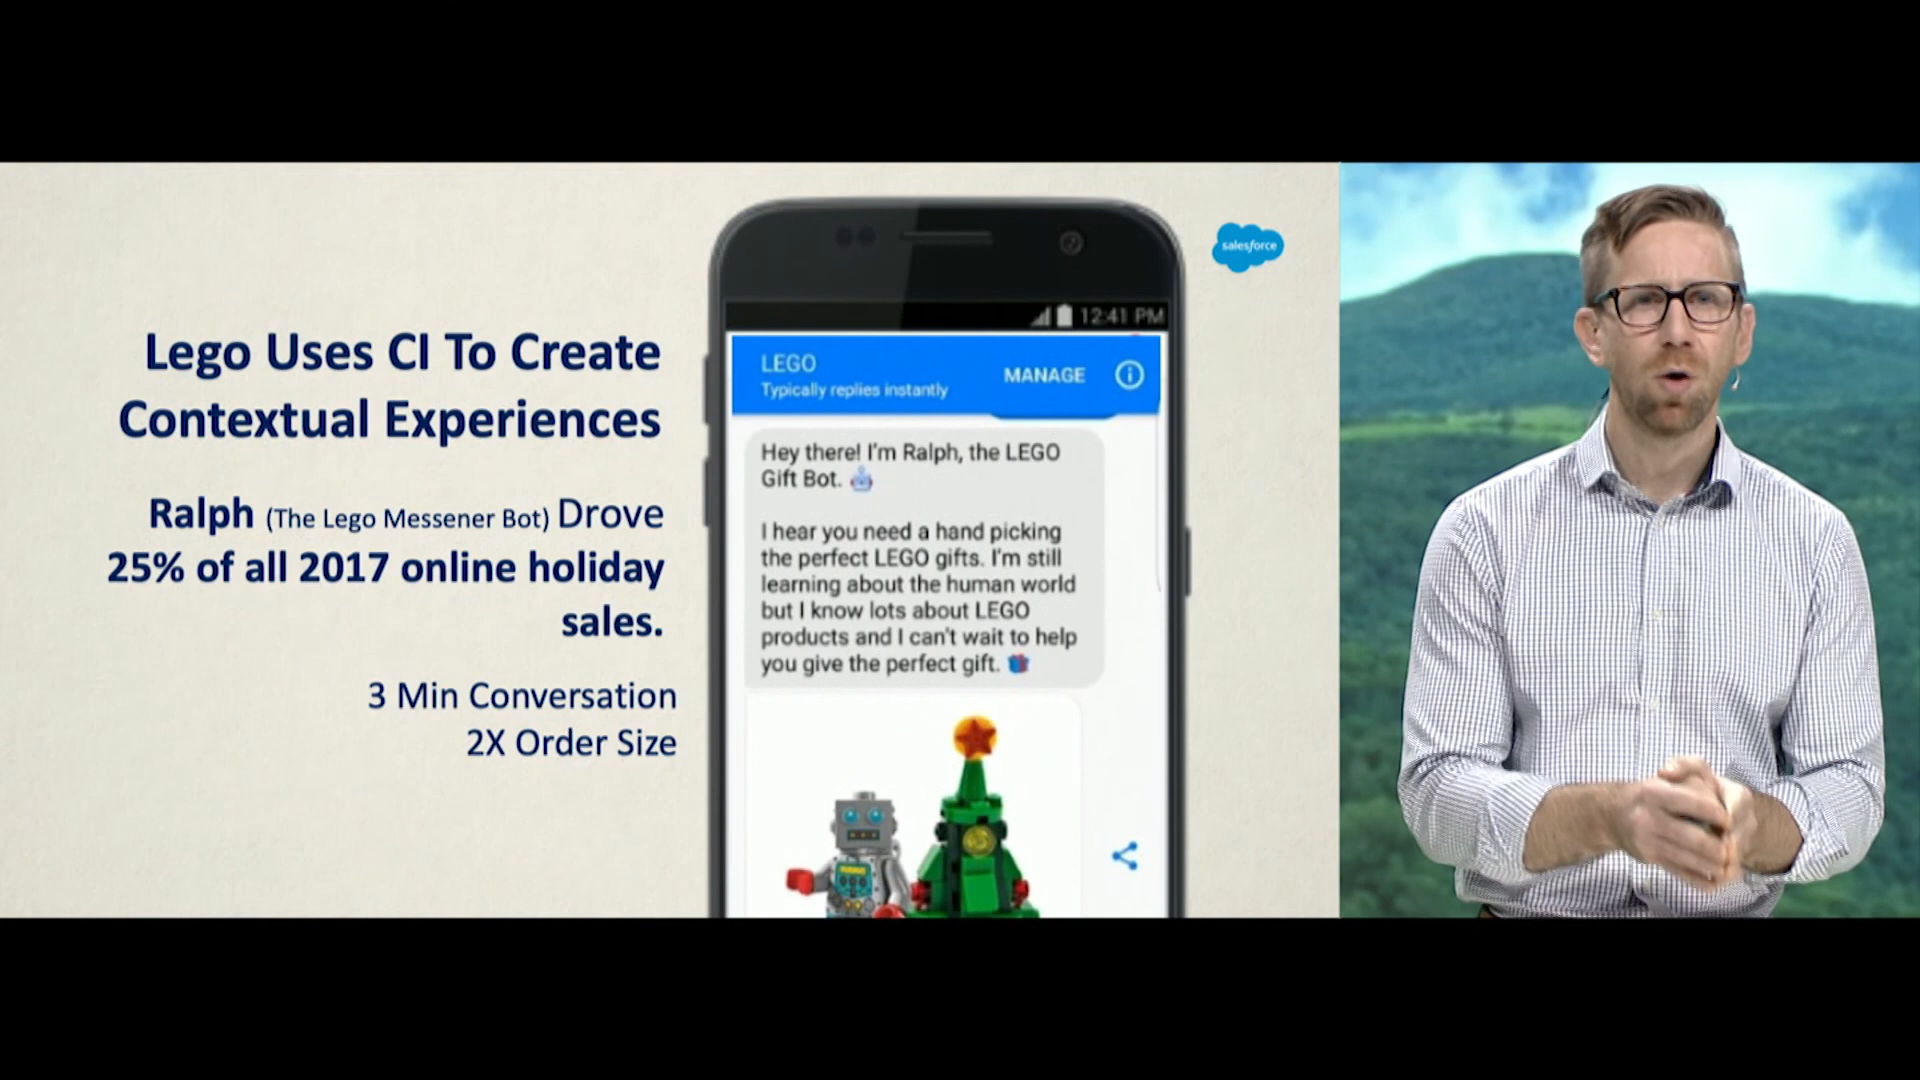 Lego Uses CI To Create
Contextual Experiences
Ralph (The Lego Messener Bot) Drove
25% of all 2017 online holiday
sales.
3 Min Conversation
2X Order Size
12:41 PM
LEGO
Typically replies instantly
MANAGE
Hey there! I'm Ralph, the LEGO
Gift Bot.
I hear you need a hand picking
the perfect LEGO gifts. I'm still
learning about the human world
but I know lots about LEGO
products and I can't wait to help
you give the perfect gift.
salesforce